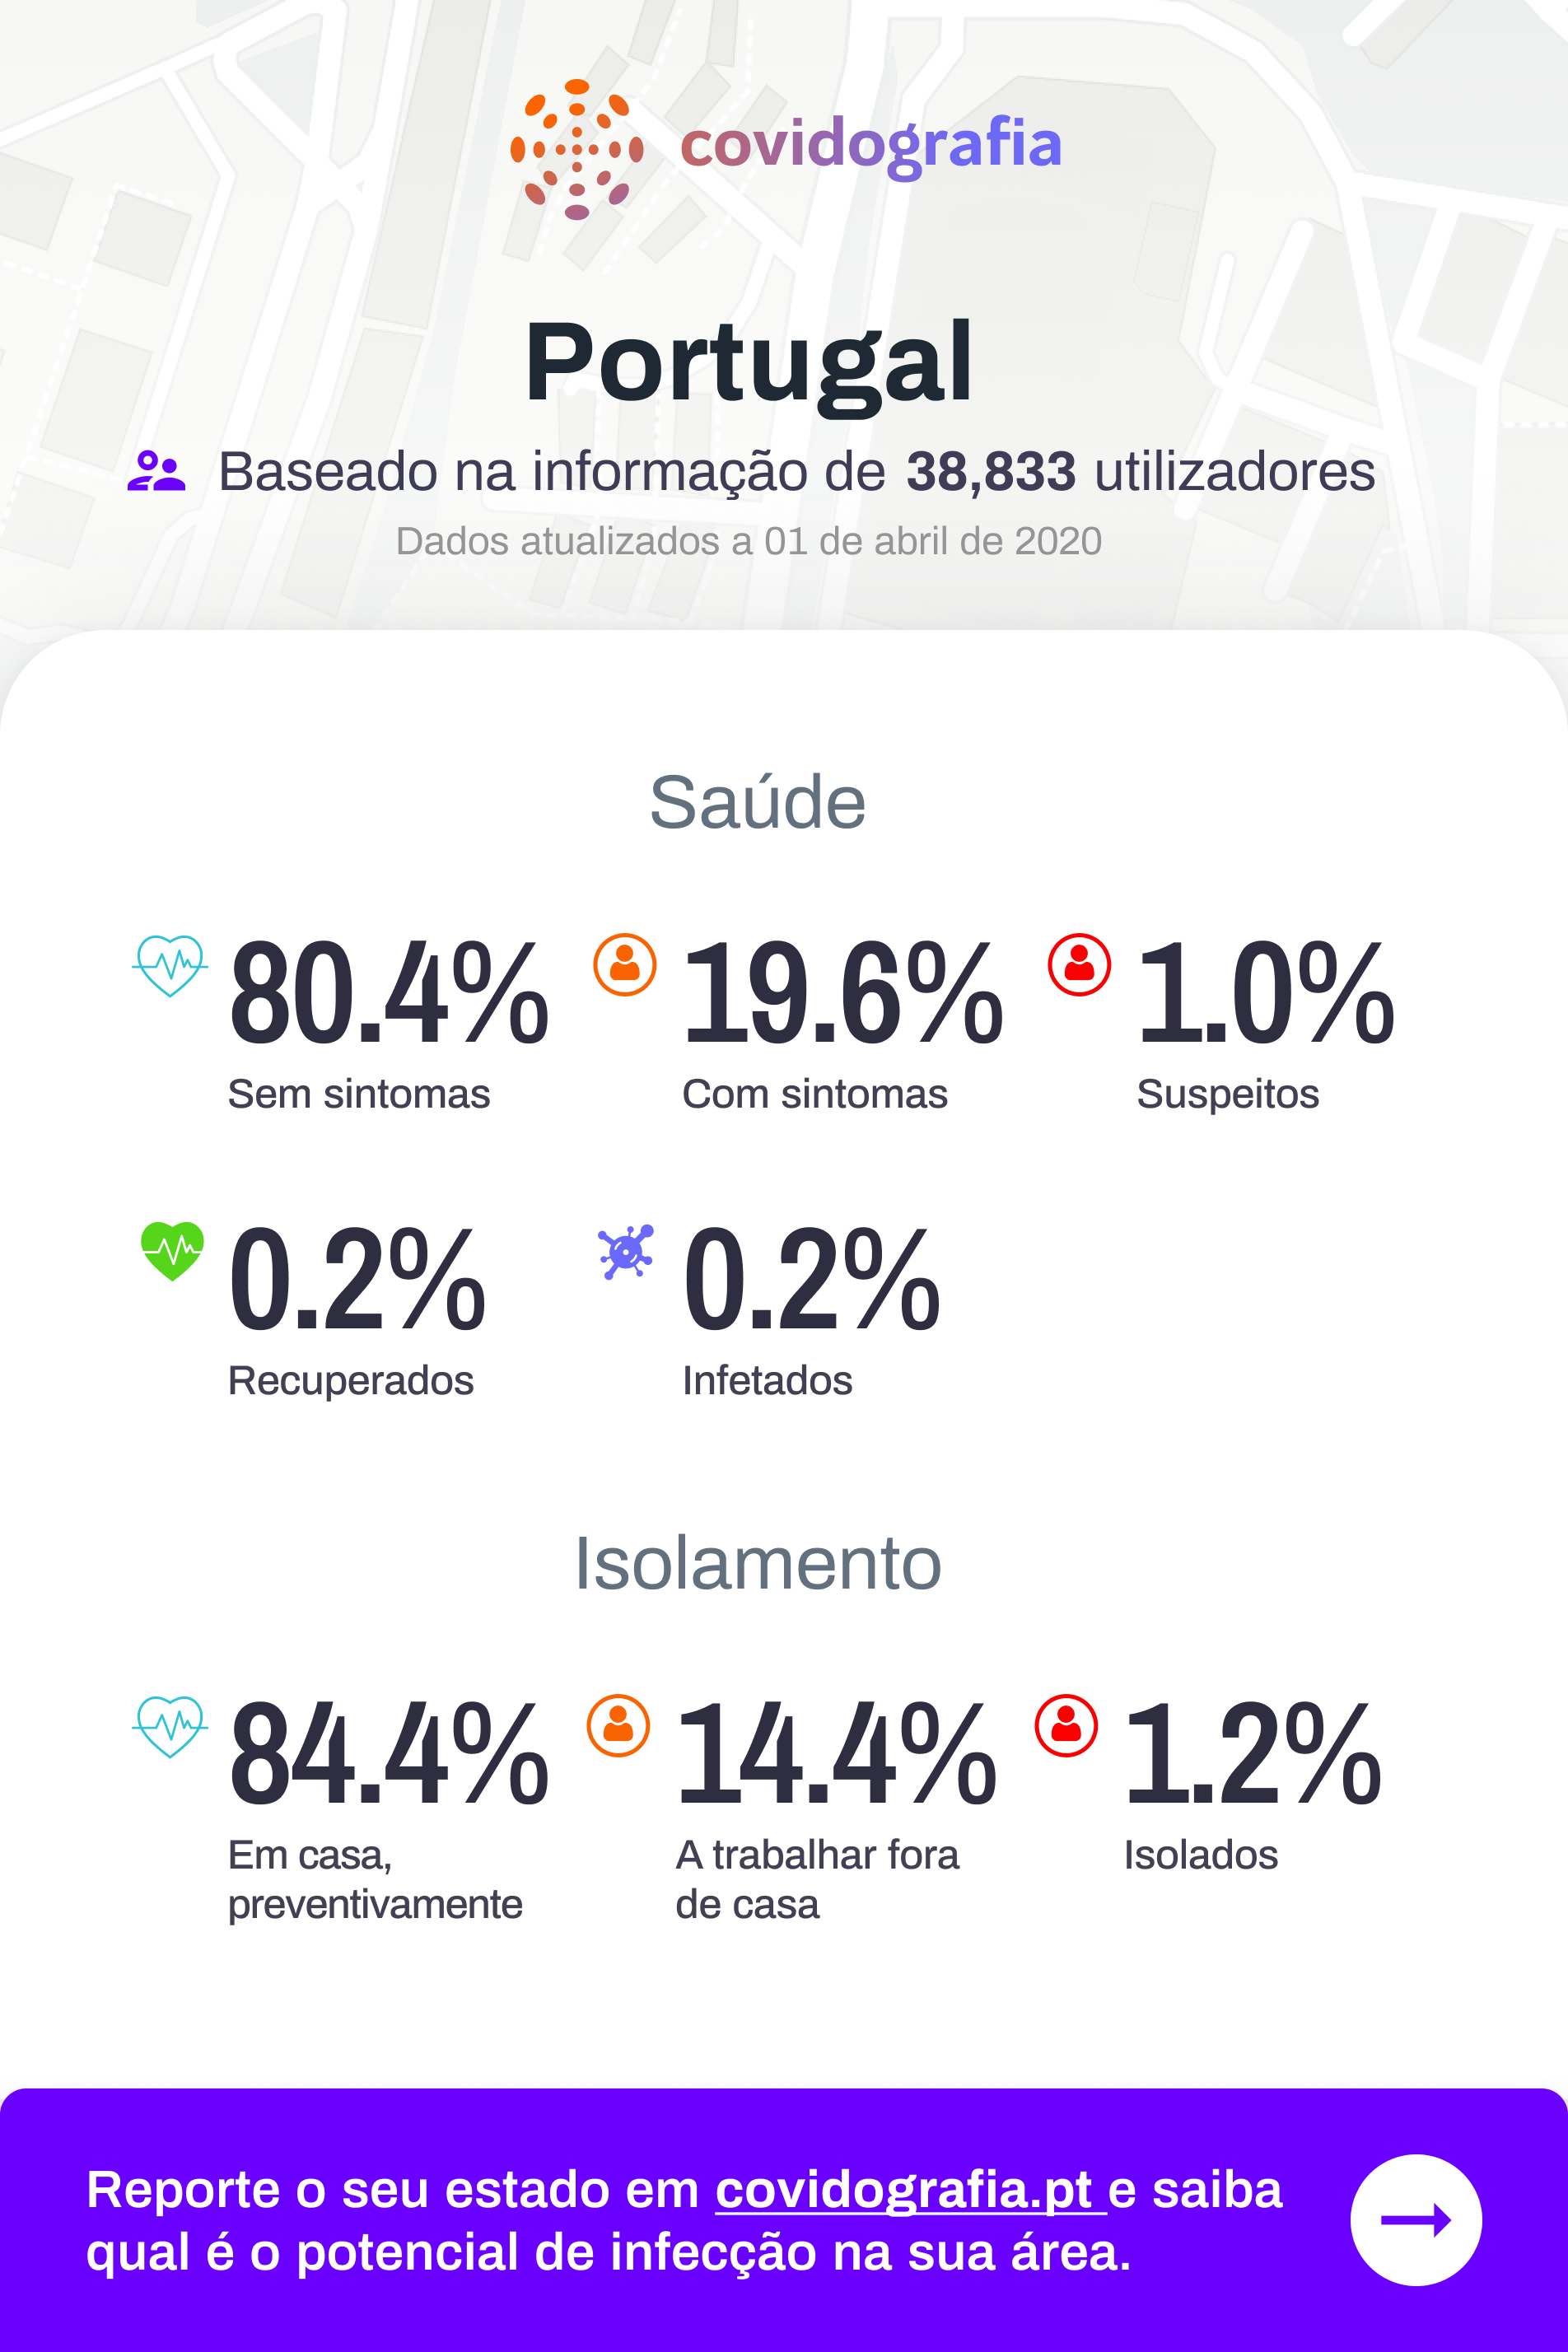 covidografia
Portugal
Baseado na informação de 38,833 utilizadores
Dados atualizados a 01 de abril de 2020
Saúde
80.4% 19.6% 1.0%
Sem sintomas Com sintomas Suspeitos
0.2% 0.2%
Recuperados Infetados
Isolamento
84.4% 14.4% 1.2%
Em casa, A trabalhar fora Isolados
preventivamente de casa
Reporte o seu estado em covidografia.pt e saiba
qual é o potencial de infecção na sua área.